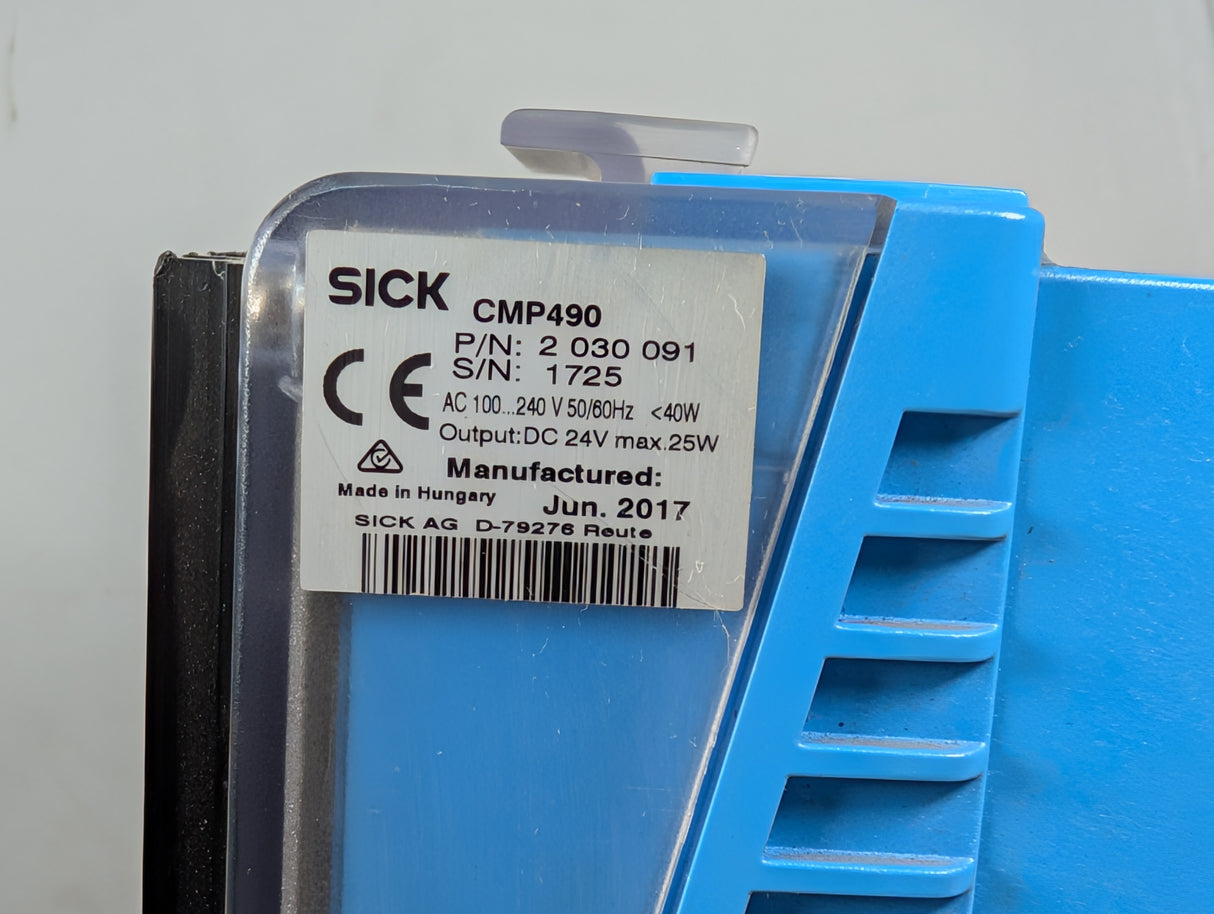 SICK CMP490
P/N: 2 030 091
S/N: 1725
CE
AC 100...240 V 50/60Hz <40W
Output:DC 24V max.25W
Manufactured:
Made in Hungary
Jun. 2017
SICK AG D-79276 Reute